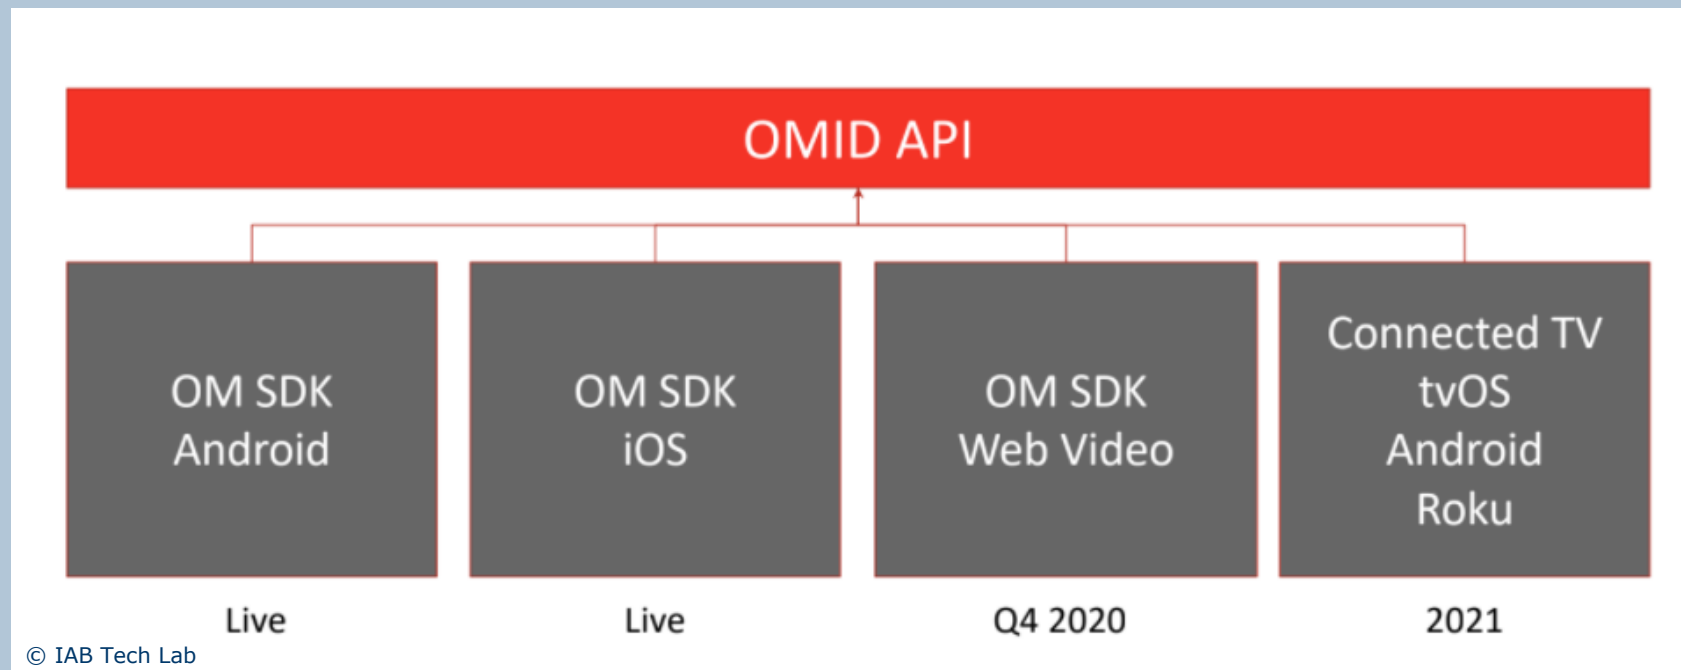 OMID API
OM SDK
Android
OM SDK
iOS
OM SDK
Web Video
Connected TV
tvOS
Android
Roku
Live
Live
Q4 2020
2021
© IAB Tech Lab